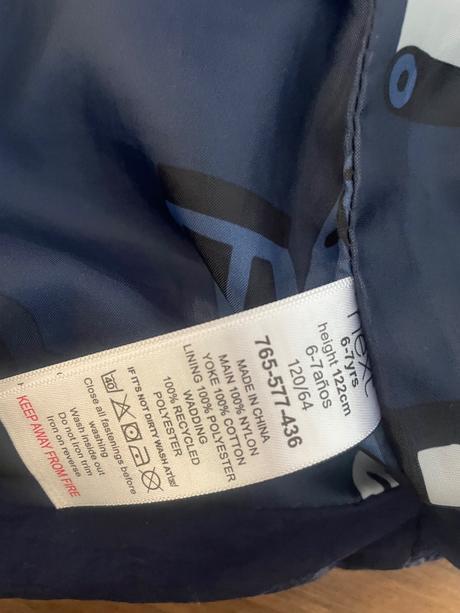 next
6-7yrs
height 122cm
6-7años
120/64
765-577-436
MADE IN CHINA
MAIN 100% NYLON
YOKE 100% COTTON
LINING 100% POLYESTER
WADDING
100% RECYCLED
POLYESTER
IF IT'S NOT DIRTY WASH AT
40
Close all fastenings before
washing
Wash inside out
Do not iron trim
Iron on reverse
KEEP AWAY FROM FIRE